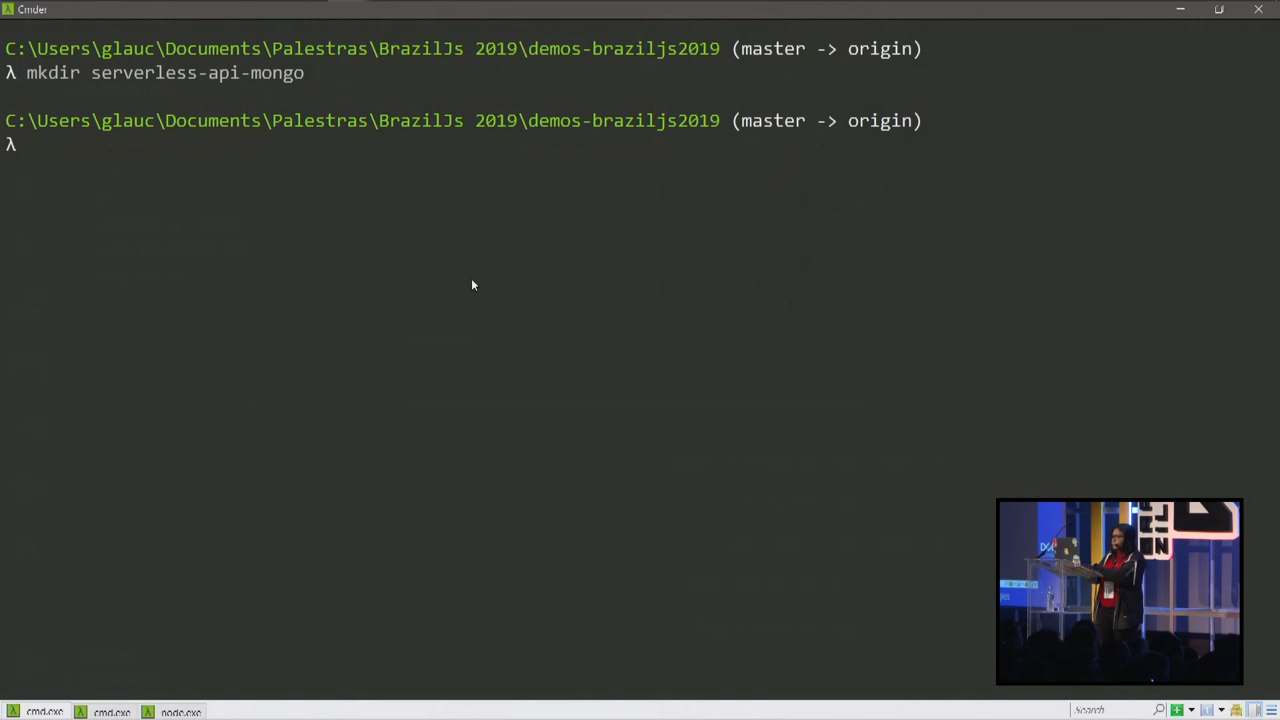 Cmder
C:\Users\glauc\Documents\Palestras\BrazilJs 2019\demos-braziljs2019 (master -> origin)
λ mkdir serverless-api-mongo
C:\Users\glauc\Documents\Palestras\BrazilJs 2019\demos-braziljs2019 (master -> origin)
λ
cmd.exe cmd.exe node.exe Search